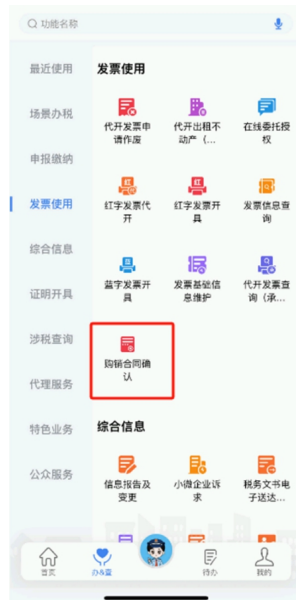 功能名称
最近使用
场景办税
申报缴纳
发票使用
综合信息
证明开具
涉税查询
代理服务
特色业务
公众服务
发票使用
代开发票申
请作废
代开出租不
动产（...
在线委托授
权
红字发票代
开
红字发票开
具
发票信息查
询
蓝字发票开
具
发票基础信
息维护
代开发票查
询（承...
购销合同确
认
综合信息
信息报告及
变更
小微企业诉
求
税务文书电
子送达...
首页
办&查
待办
我的